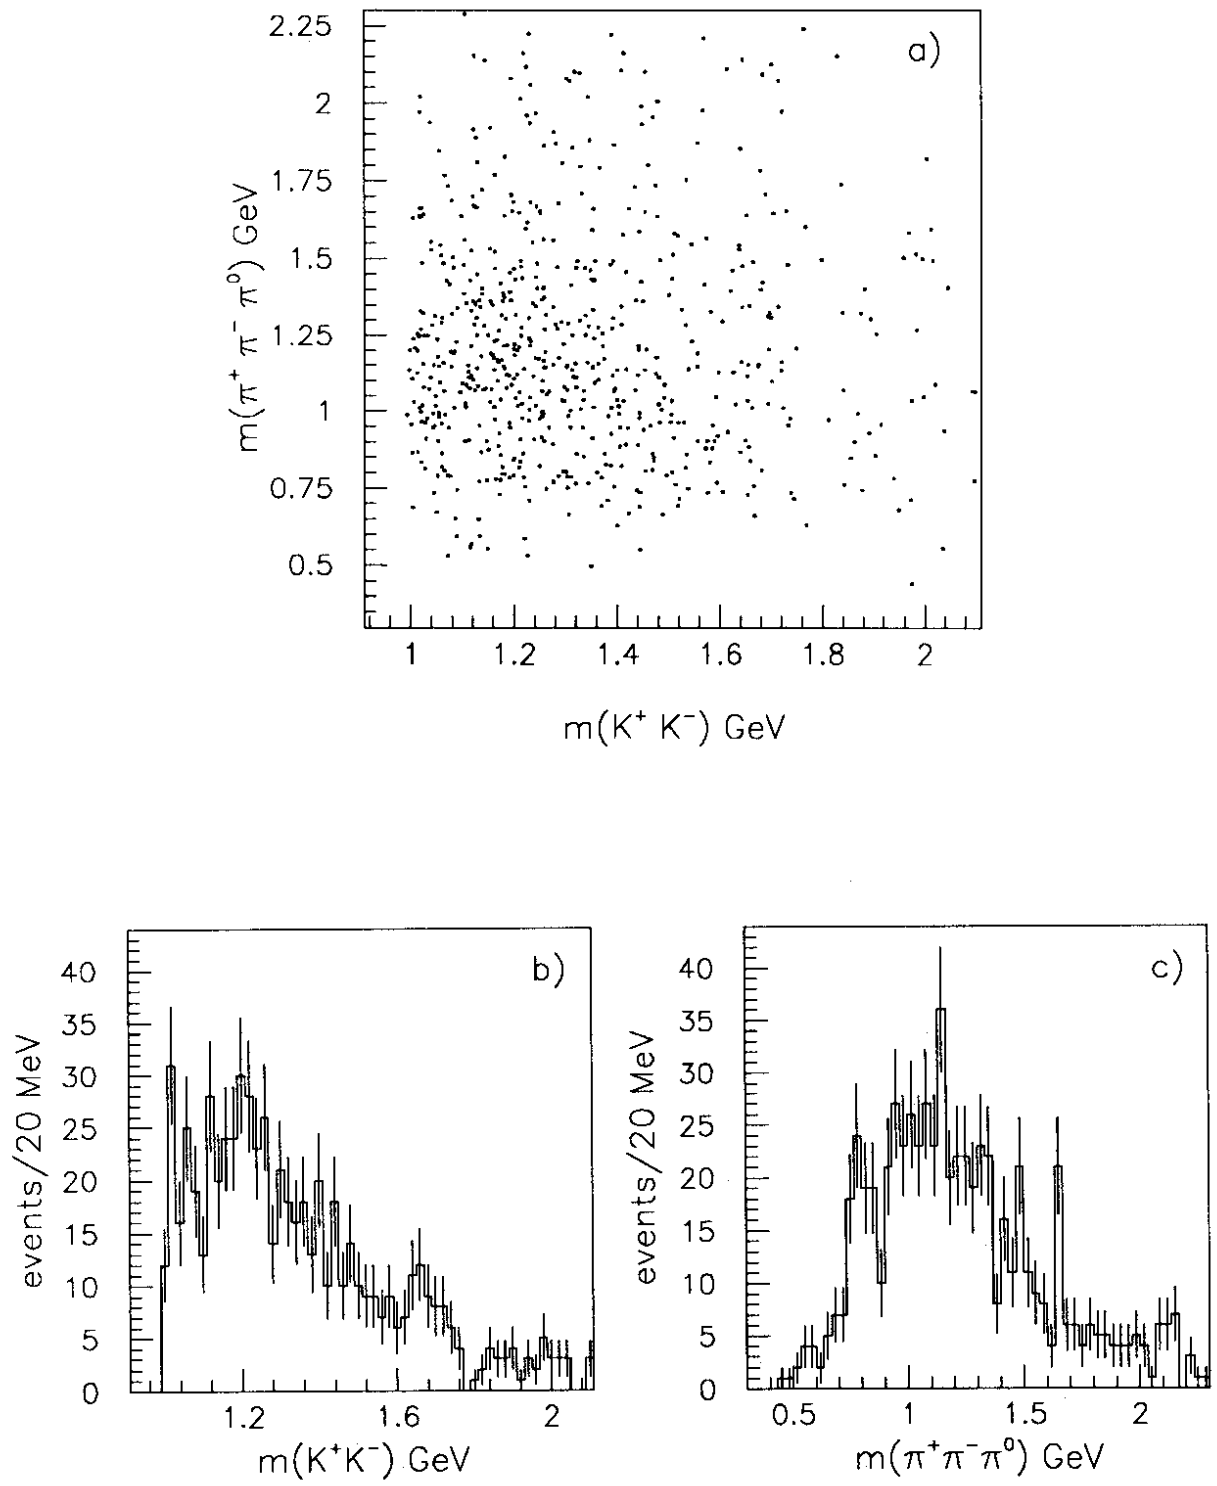 a)
2.25
2
1.75
1.5
1.25
1
0.75
0.5
m(π⁺ π⁻ π⁰) GeV
1 1.2 1.4 1.6 1.8 2
m(K⁺ K⁻) GeV
b)
40
35
30
25
20
15
10
5
0
events/20 MeV
1.2 1.6 2
m(K⁺K⁻) GeV
c)
40
35
30
25
20
15
10
5
0
events/20 MeV
0.5 1 1.5 2
m(π⁺π⁻π⁰) GeV